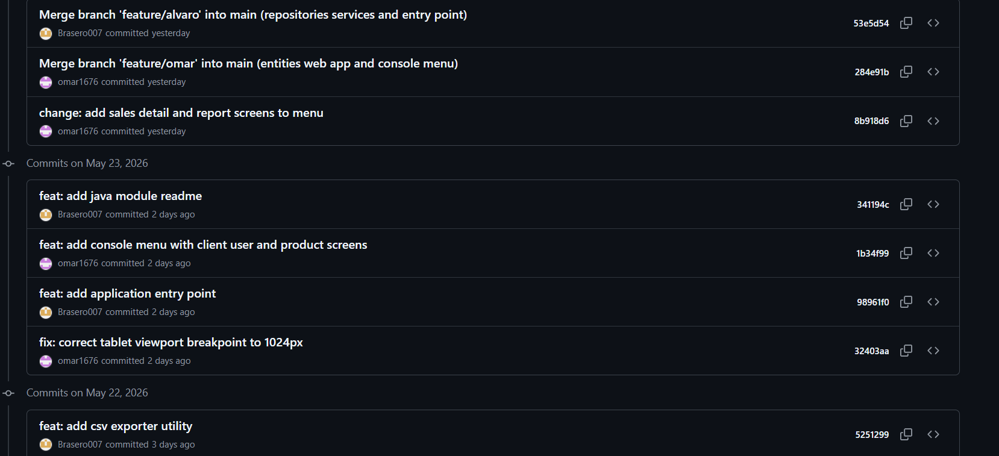 Merge branch 'feature/alvaro' into main (repositories services and entry point)
Brasero007 committed yesterday
53e5d54
Merge branch 'feature/omar' into main (entities web app and console menu)
omar1676 committed yesterday
284e91b
change: add sales detail and report screens to menu
omar1676 committed yesterday
8b918d6
Commits on May 23, 2026
feat: add java module readme
Brasero007 committed 2 days ago
341194c
feat: add console menu with client user and product screens
omar1676 committed 2 days ago
1b34f99
feat: add application entry point
Brasero007 committed 2 days ago
98961f0
fix: correct tablet viewport breakpoint to 1024px
omar1676 committed 2 days ago
32403aa
Commits on May 22, 2026
feat: add csv exporter utility
Brasero007 committed 3 days ago
5251299